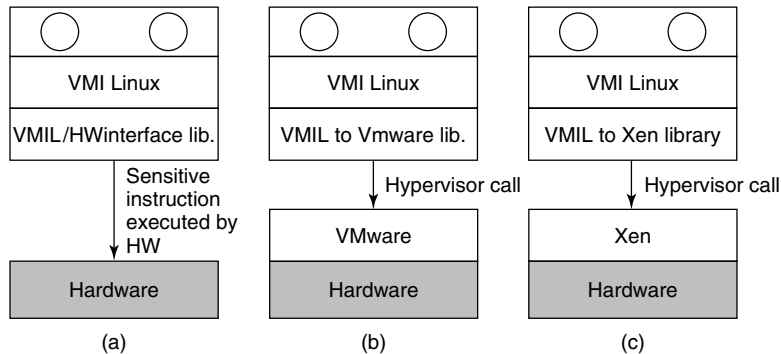 VMI Linux
VMIL/HWinterface lib.
Sensitive
instruction
executed by
HW
Hardware
(a)
VMI Linux
VMIL to Vmware lib.
Hypervisor call
VMware
Hardware
(b)
VMI Linux
VMIL to Xen library
Hypervisor call
Xen
Hardware
(c)